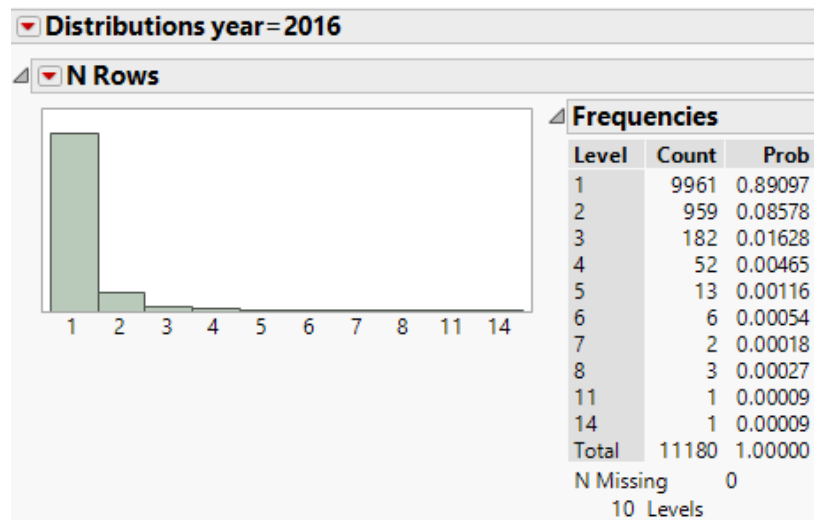 Distributions year=2016
N Rows
1 2 3 4 5 6 7 8 11 14
Frequencies
Level Count Prob
1 9961 0.89097
2 959 0.08578
3 182 0.01628
4 52 0.00465
5 13 0.00116
6 6 0.00054
7 2 0.00018
8 3 0.00027
11 1 0.00009
14 1 0.00009
Total 11180 1.00000
N Missing 0
10 Levels